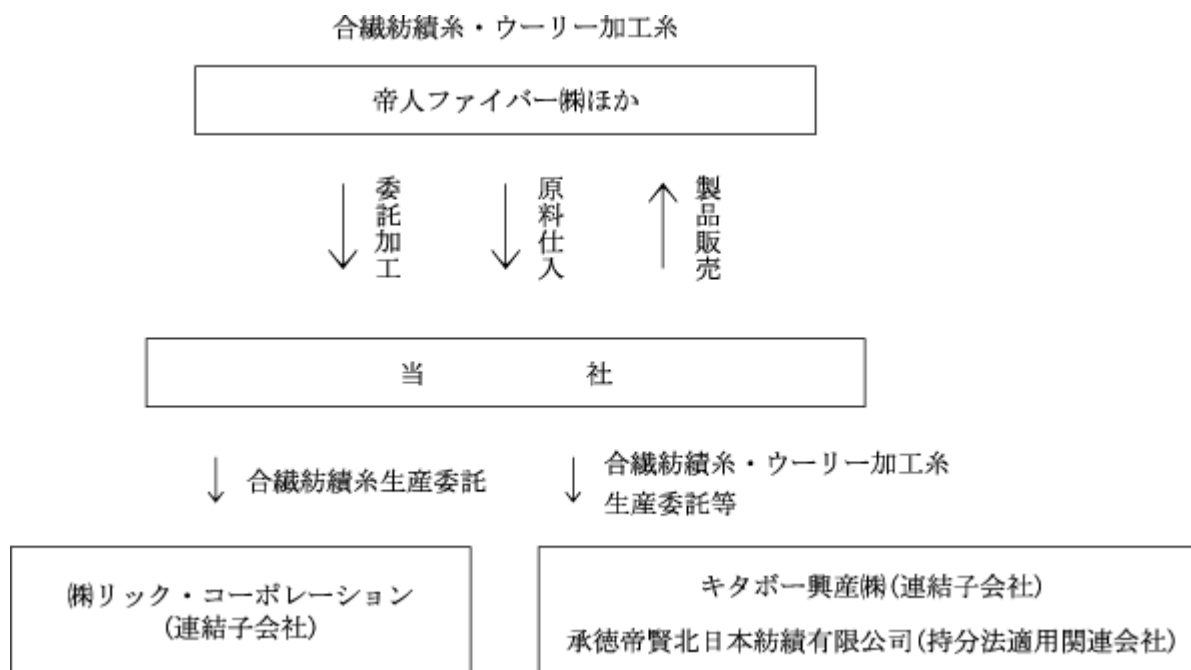 合繊紡績糸・ウーリー加工糸
帝人ファイバー㈱ほか
委託加工
原料仕入
製品販売
当　　　社
合繊紡績糸生産委託
合繊紡績糸・ウーリー加工糸
生産委託等
㈱リック・コーポレーション
(連結子会社)
キタボー興産㈱(連結子会社)
承徳帝賢北日本紡績有限公司(持分法適用関連会社)